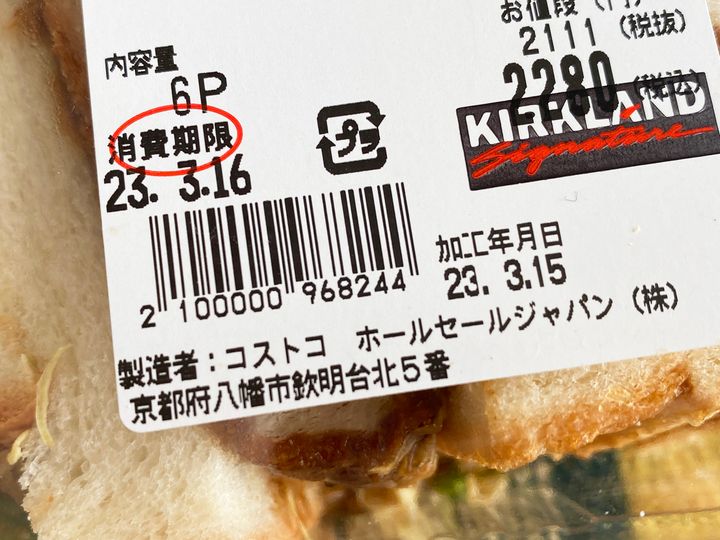 お値段(円)
2111(税抜)
2280(税込)
内容量
6P
消費期限
23. 3.16
プラ
KIRKLAND
Signature
加工年月日
23. 3.15
2 100000 968244
製造者：コストコ ホールセールジャパン(株)
京都府八幡市欽明台北5番